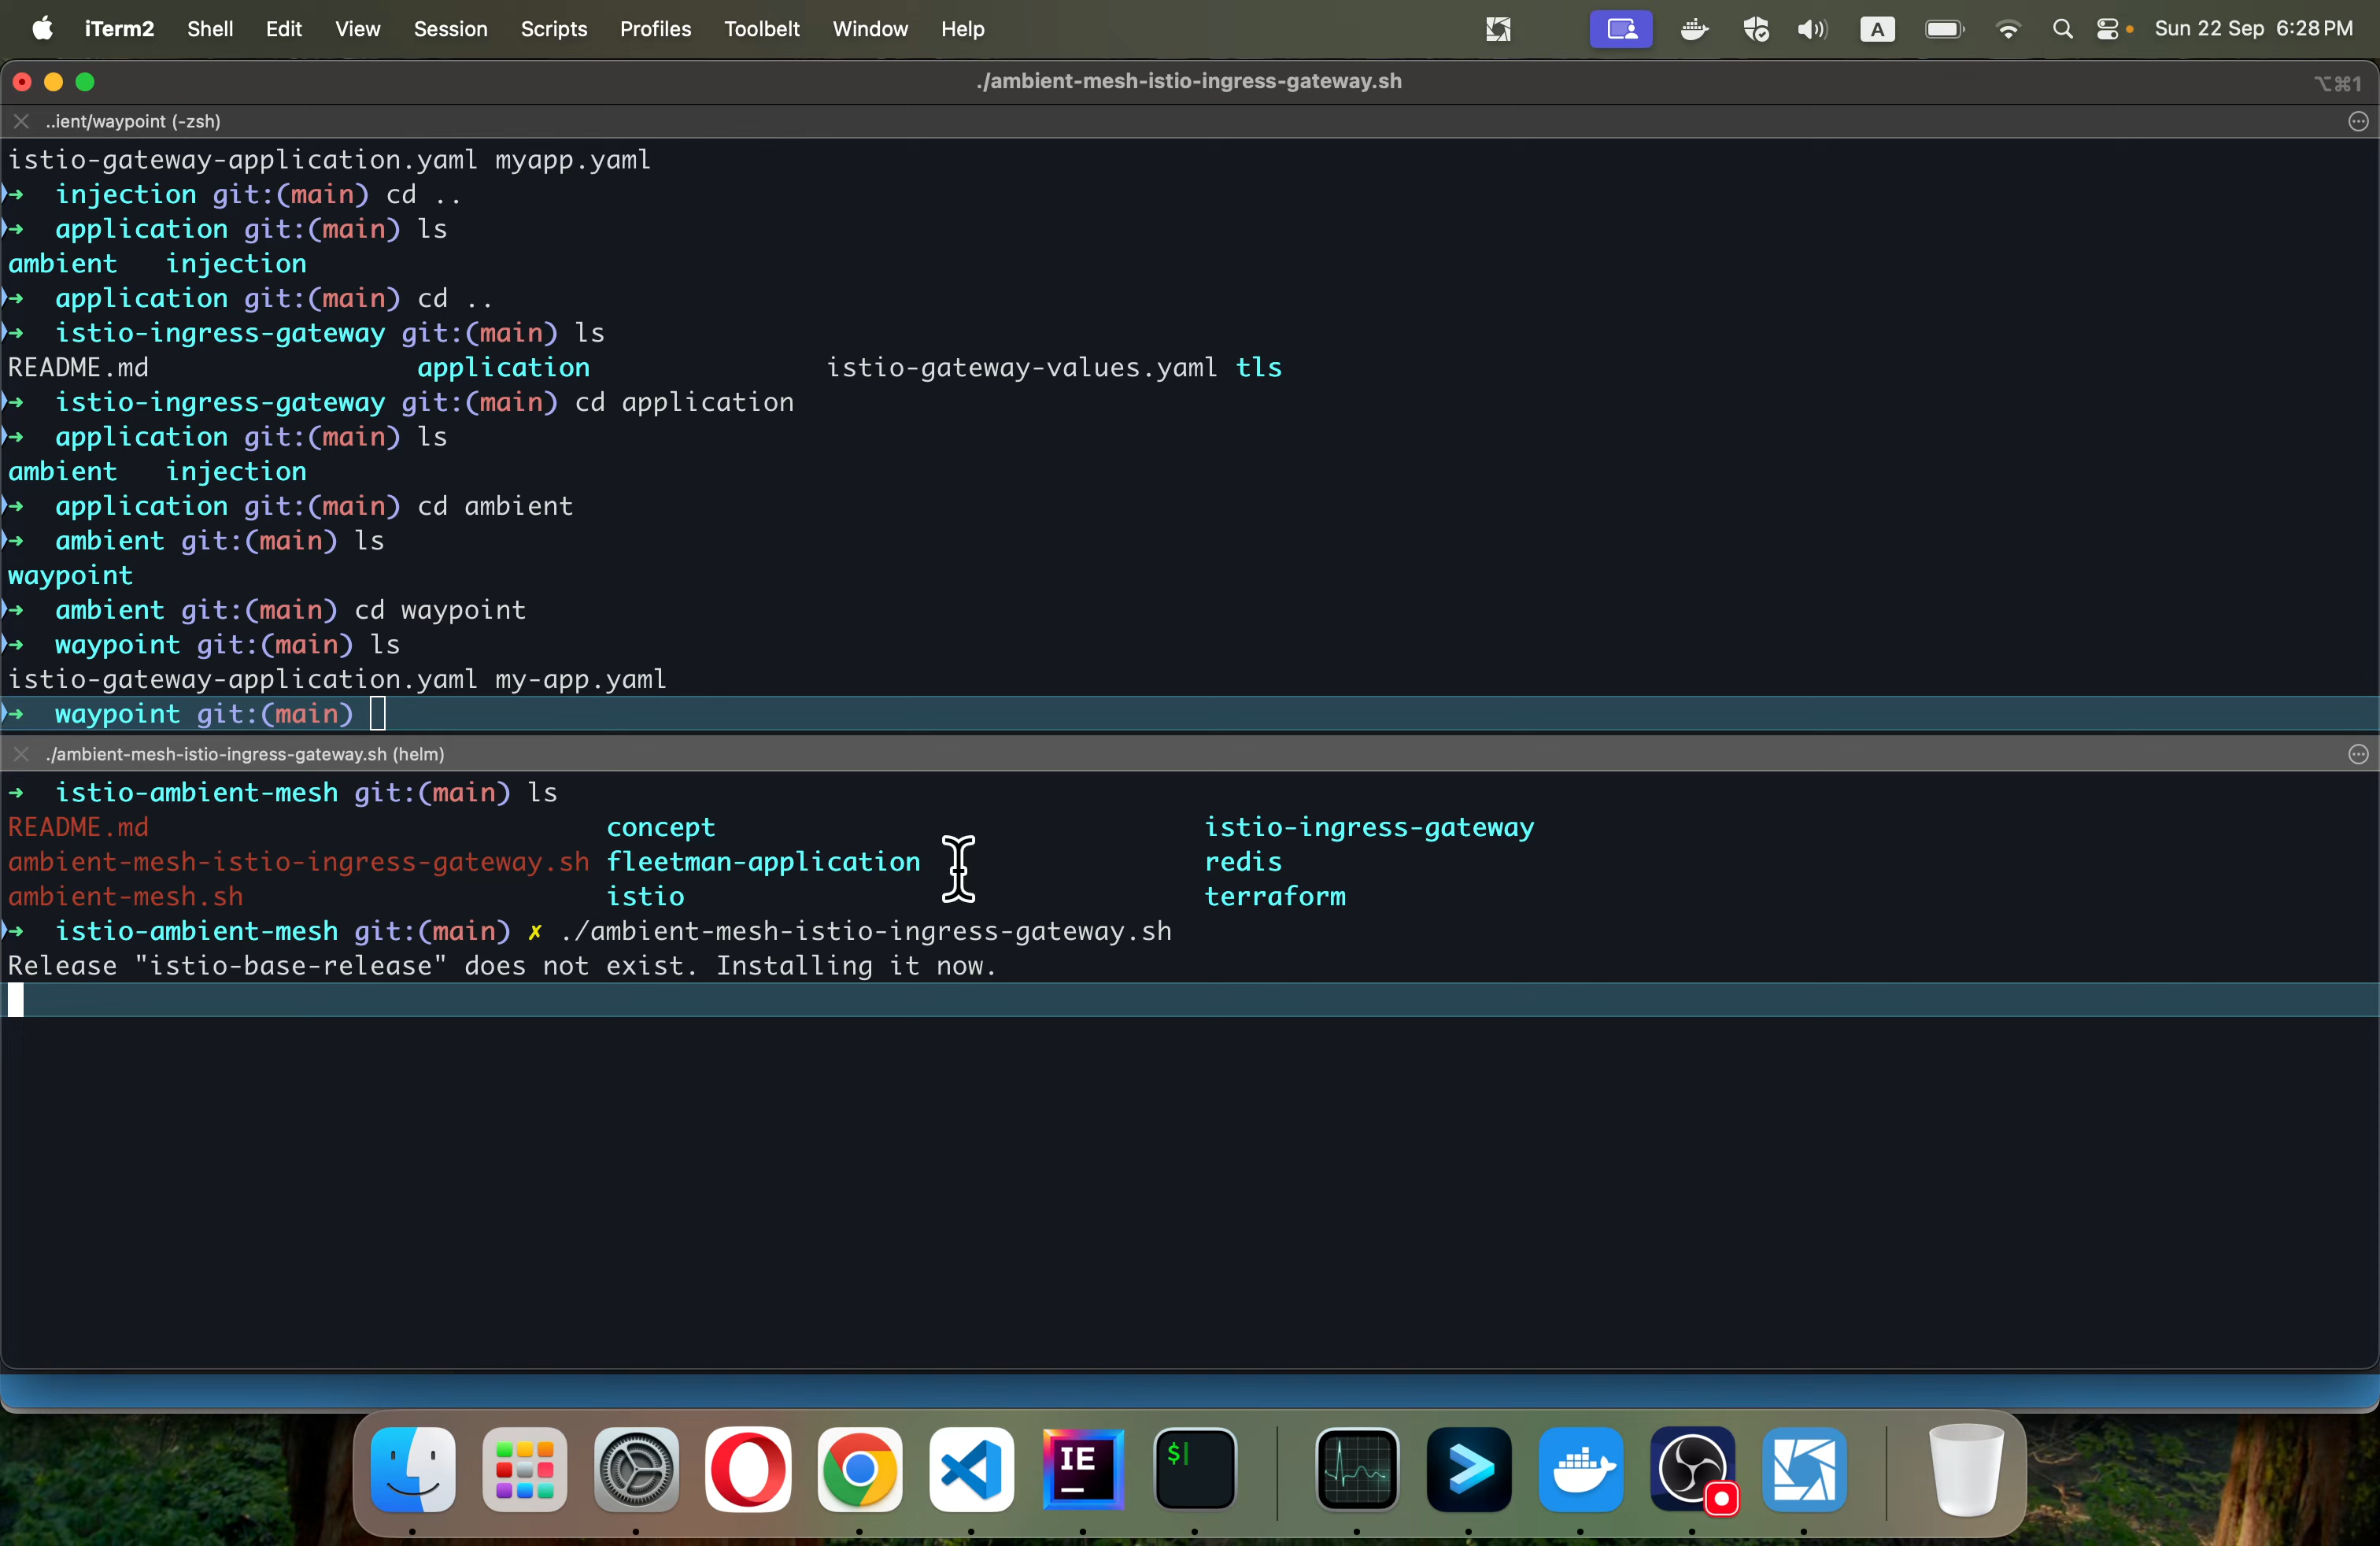 iTerm2 Shell Edit View Session Scripts Profiles Toolbelt Window Help A Sun 22 Sep 6:28 PM
./ambient-mesh-istio-ingress-gateway.sh ⌥⌘1
..ient/waypoint (-zsh)
istio-gateway-application.yaml myapp.yaml
➜ injection git:(main) cd ..
➜ application git:(main) ls
ambient injection
➜ application git:(main) cd ..
➜ istio-ingress-gateway git:(main) ls
README.md application istio-gateway-values.yaml tls
➜ istio-ingress-gateway git:(main) cd application
➜ application git:(main) ls
ambient injection
➜ application git:(main) cd ambient
➜ ambient git:(main) ls
waypoint
➜ ambient git:(main) cd waypoint
➜ waypoint git:(main) ls
istio-gateway-application.yaml my-app.yaml
➜ waypoint git:(main)
./ambient-mesh-istio-ingress-gateway.sh (helm)
➜ istio-ambient-mesh git:(main) ls
README.md concept istio-ingress-gateway
ambient-mesh-istio-ingress-gateway.sh fleetman-application redis
ambient-mesh.sh istio terraform
➜ istio-ambient-mesh git:(main) ✗ ./ambient-mesh-istio-ingress-gateway.sh
Release "istio-base-release" does not exist. Installing it now.
IE
$